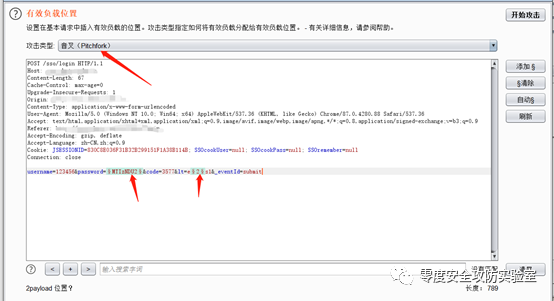 有效负载位置
开始攻击
设置在基本请求中插入有效负载的位置。攻击类型指定如何将有效负载分配给有效负载位置。 - 有关详细信息，请参阅帮助。
攻击类型: 音叉（Pitchfork）
POST /sso/login HTTP/1.1
Host:
Content-Length: 67
Cache-Control: max-age=0
Upgrade-Insecure-Requests: 1
Origin:
Content-Type: application/x-www-form-urlencoded
User-Agent: Mozilla/5.0 (Windows NT 10.0; Win64; x64) AppleWebKit/537.36 (KHTML, like Gecko) Chrome/87.0.4280.88 Safari/537.36
Accept: text/html,application/xhtml+xml,application/xml;q=0.9,image/avif,image/webp,image/apng,*/*;q=0.8,application/signed-exchange;v=b3;q=0.9
Referer:
Accept-Encoding: gzip, deflate
Accept-Language: zh-CN,zh;q=0.9
Cookie: SSOcookUser=null; SSOcookPass=null; SSOremember=null
Connection: close
username=123456&password=§MTIzNDU2§&code=3577&lt=e§2§s1&_eventId=submit
添加 §
§清除
自动§
刷新
? < + > 输入搜索字词
没有匹配
清屏
2payload 位置？
长度： 789
零度安全攻防实验室